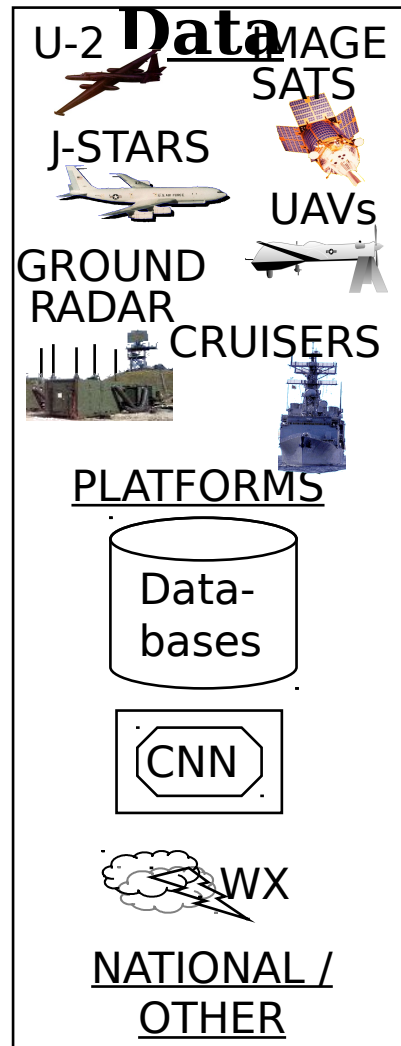 Data
U-2
IMAGE
SATS
J-STARS
UAVs
GROUND
RADAR
CRUISERS
PLATFORMS
Data-
bases
CNN
WX
NATIONAL /
OTHER